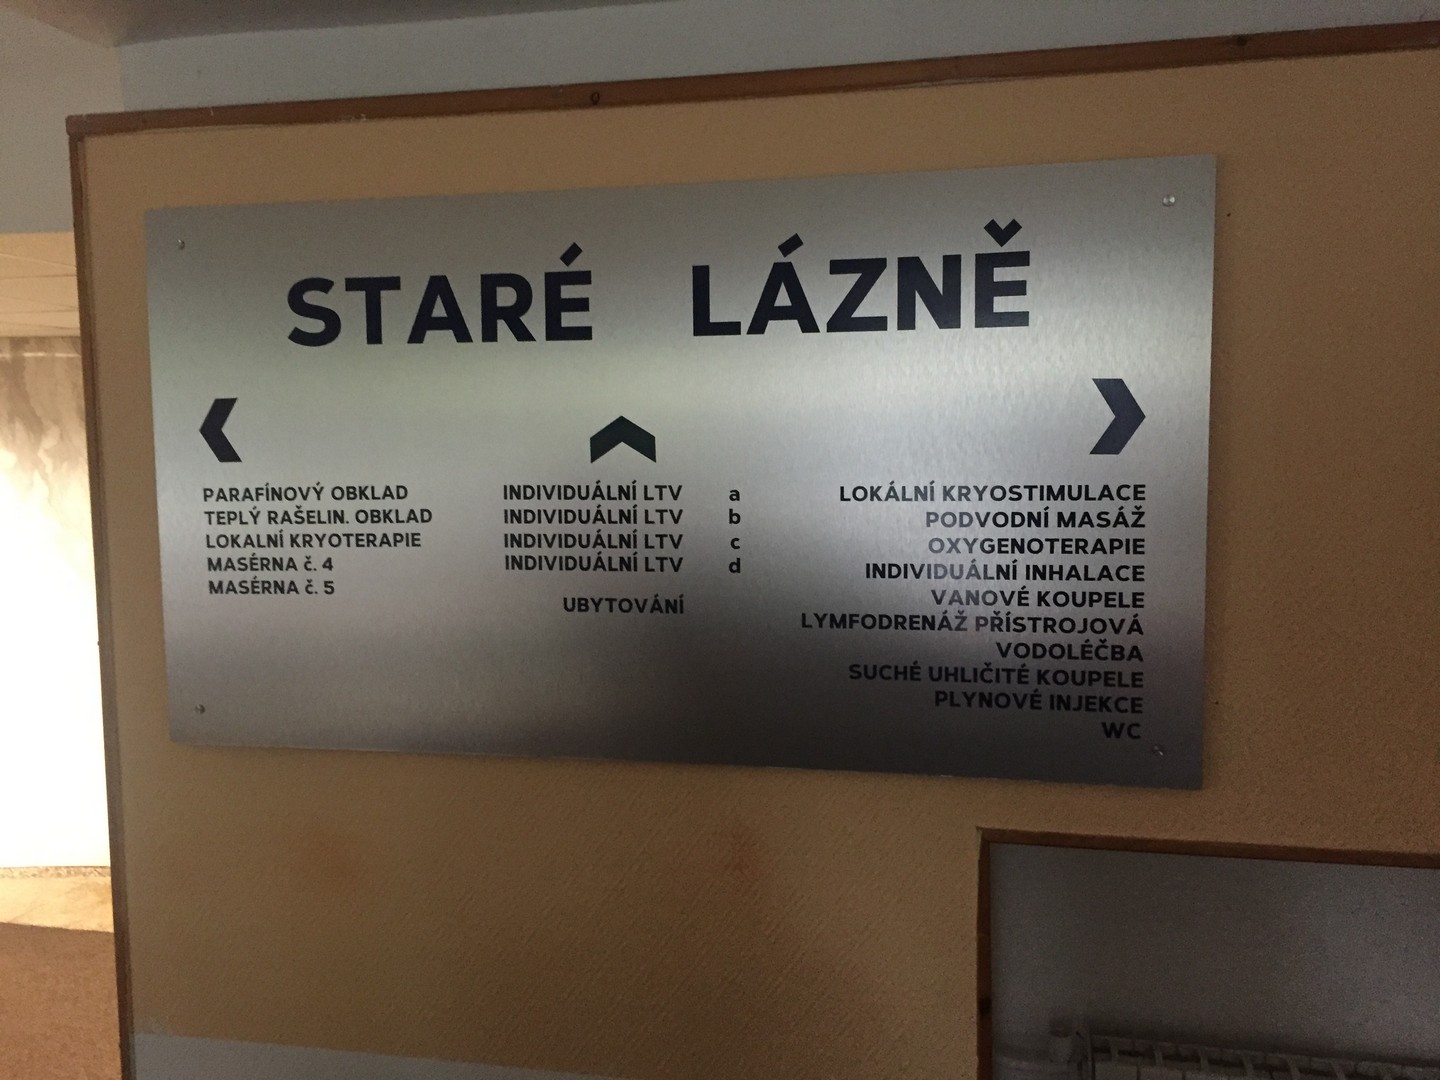 STARÉ LÁZNĚ
PARAFÍNOVÝ OBKLAD
TEPLÝ RAŠELIN. OBKLAD
LOKALNÍ KRYOTERAPIE
MASÉRNA č. 4
MASÉRNA č. 5
INDIVIDUÁLNÍ LTV a
INDIVIDUÁLNÍ LTV b
INDIVIDUÁLNÍ LTV c
INDIVIDUÁLNÍ LTV d
UBYTOVÁNÍ
LOKÁLNÍ KRYOSTIMULACE
PODVODNÍ MASÁŽ
OXYGENOTERAPIE
INDIVIDUÁLNÍ INHALACE
VANOVÉ KOUPELE
LYMFODRENÁŽ PŘÍSTROJOVÁ
VODOLÉČBA
SUCHÉ UHLIČITÉ KOUPELE
PLYNOVÉ INJEKCE
WC